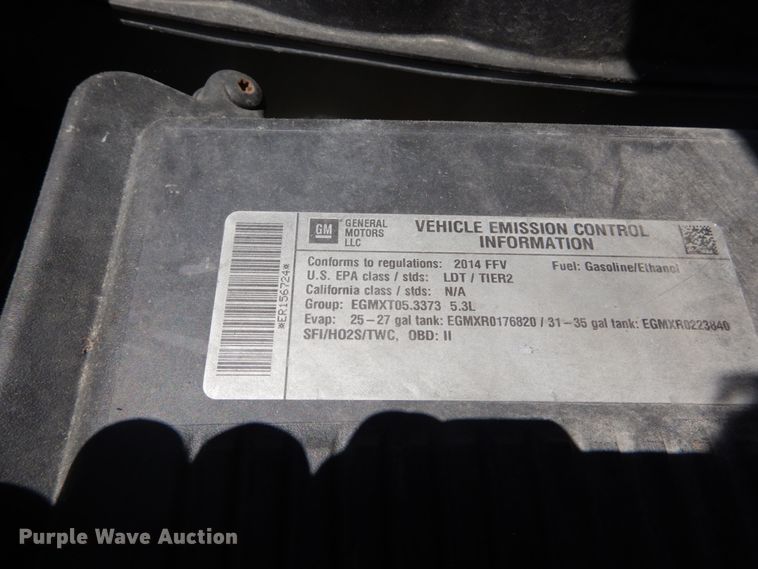 GM
GENERAL
MOTORS
LLC
VEHICLE EMISSION CONTROL
INFORMATION
Conforms to regulations: 2014 FFV Fuel: Gasoline/Ethanol
U.S. EPA class / stds: LDT / TIER2
California class / stds: N/A
Group: EGMXT05.3373 5.3L
Evap: 25-27 gal tank: EGMXR0176820 / 31-35 gal tank: EGMXR0223840
SFI/HO2S/TWC, OBD: II
*ER156724*
Purple Wave Auction